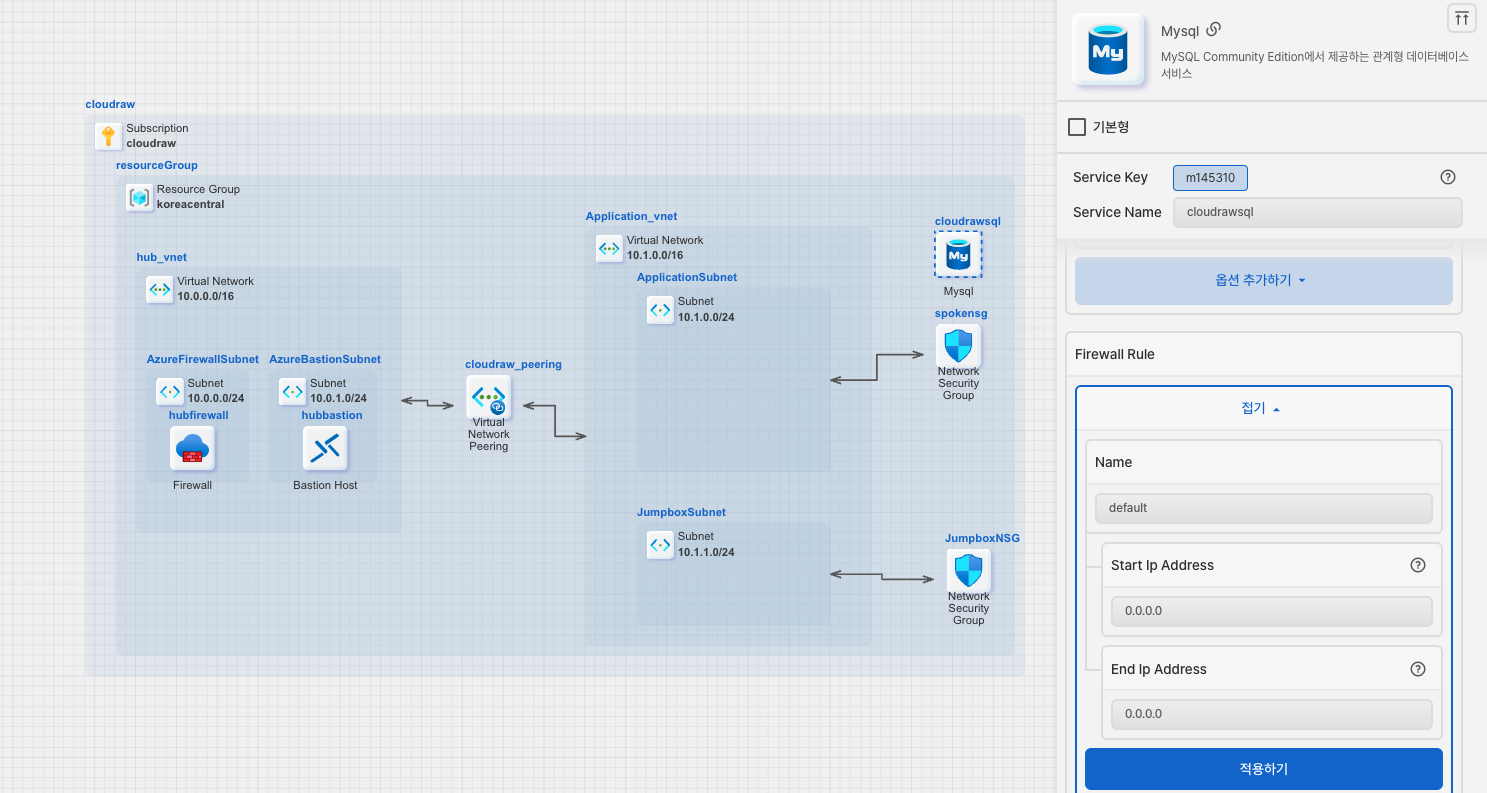 cloudraw
Subscription
cloudraw
resourceGroup
Resource Group
koreacentral
hub_vnet
Virtual Network
10.0.0.0/16
AzureFirewallSubnet
Subnet
10.0.0.0/24
hubfirewall
Firewall
AzureBastionSubnet
Subnet
10.0.1.0/24
hubbastion
Bastion Host
cloudraw_peering
Virtual
Network
Peering
Application_vnet
Virtual Network
10.1.0.0/16
ApplicationSubnet
Subnet
10.1.0.0/24
JumpboxSubnet
Subnet
10.1.1.0/24
cloudrawsql
My
Mysql
spokensg
Network
Security
Group
JumpboxNSG
Network
Security
Group
My
Mysql
MySQL Community Edition에서 제공하는 관계형 데이터베이스
서비스
기본형
Service Key
m145310
Service Name
cloudrawsql
옵션 추가하기
Firewall Rule
접기
Name
default
Start Ip Address
0.0.0.0
End Ip Address
0.0.0.0
적용하기